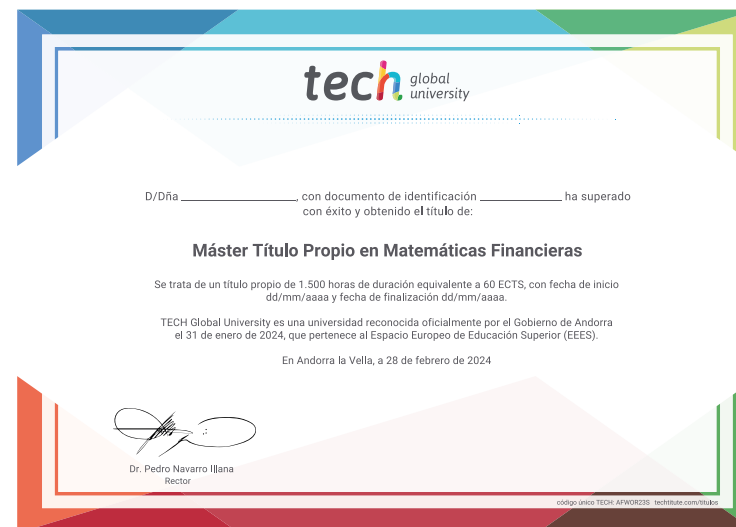 tech global university
D/Dña ____________, con documento de identificación ____________ ha superado
con éxito y obtenido el título de:
Máster Título Propio en Matemáticas Financieras
Se trata de un título propio de 1.500 horas de duración equivalente a 60 ECTS, con fecha de inicio
dd/mm/aaaa y fecha de finalización dd/mm/aaaa.
TECH Global University es una universidad reconocida oficialmente por el Gobierno de Andorra
el 31 de enero de 2024, que pertenece al Espacio Europeo de Educación Superior (EEES).
En Andorra la Vella, a 28 de febrero de 2024
Dr. Pedro Navarro Illana
Rector
código único TECH: AFWOR23S techtitute.com/titulos